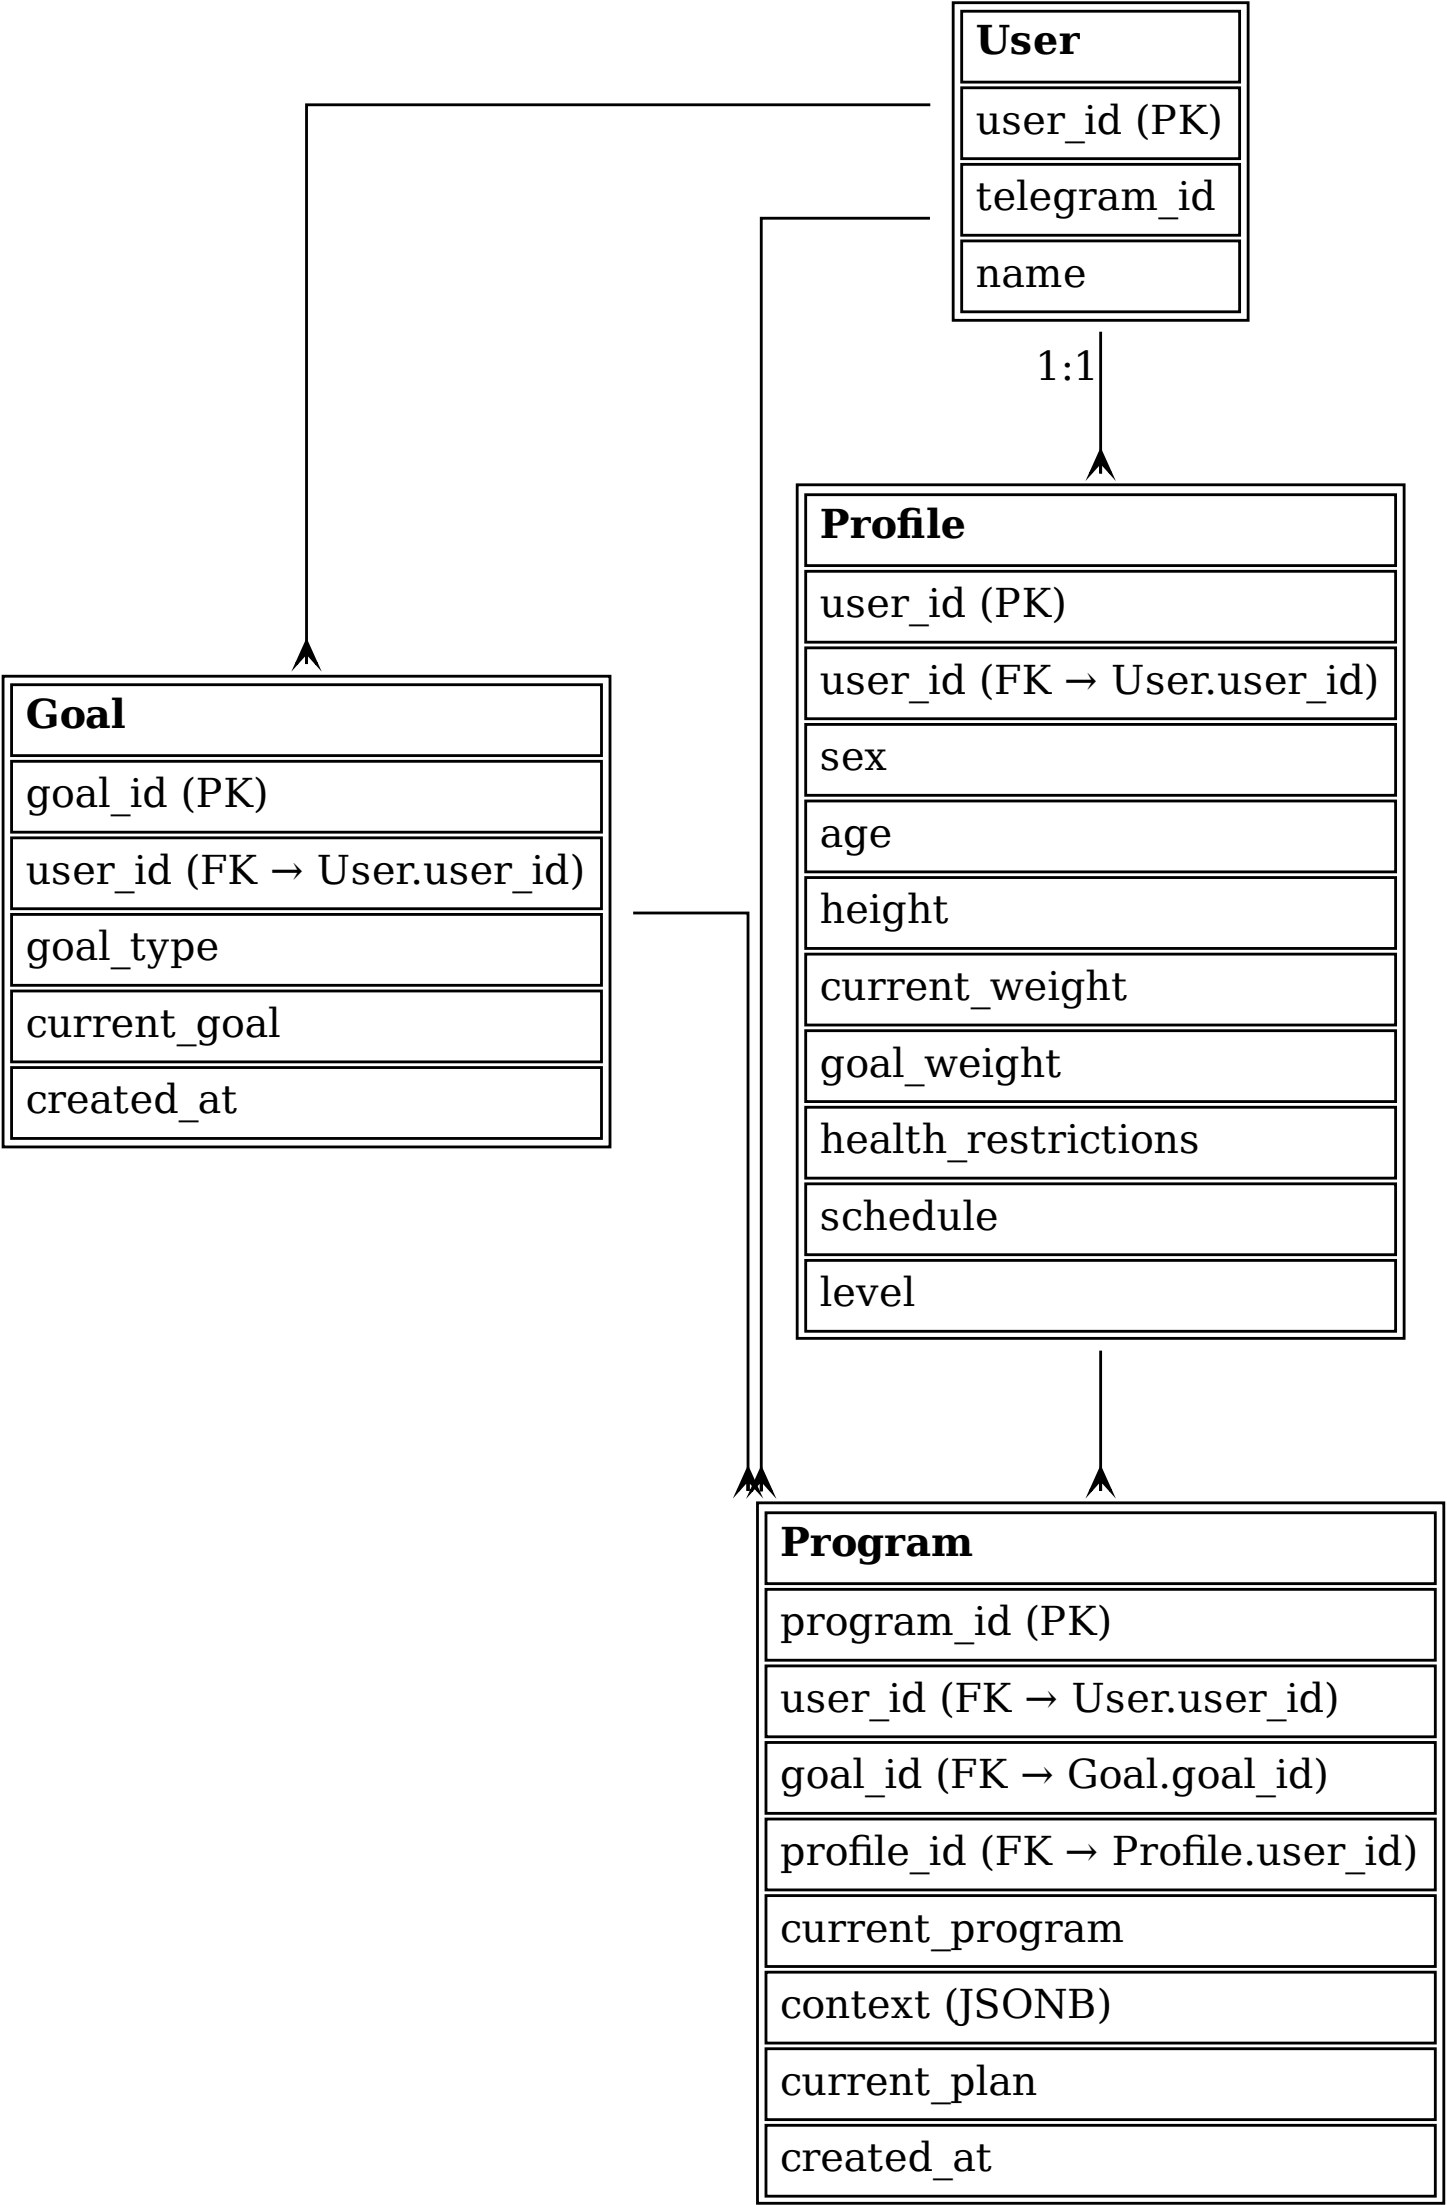 User
user_id (PK)
telegram_id
name
1:1
Profile
user_id (PK)
user_id (FK → User.user_id)
sex
age
height
current_weight
goal_weight
health_restrictions
schedule
level
Goal
goal_id (PK)
user_id (FK → User.user_id)
goal_type
current_goal
created_at
Program
program_id (PK)
user_id (FK → User.user_id)
goal_id (FK → Goal.goal_id)
profile_id (FK → Profile.user_id)
current_program
context (JSONB)
current_plan
created_at